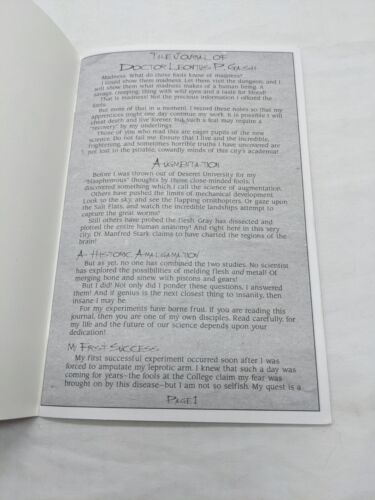 THE JOURNAL OF
DOCTOR LEONTUS P. GASH
Madness. What do these fools know of madness?
I could show them madness. Let them visit the dungeon, and I
will show them what madness makes of a human being. A
savage, creeping thing with wild eyes and a taste for blood!
That is madness! Not the precious information I offered the
fools.
But more of that in a moment. I record these notes so that my
apprentices might one day continue my work. It is possible I will
cheat death and live forever, but such a feat may require a
"recovery" by my underlings.
Those of you who read this are eager pupils of the new
science. Do not fail me. Ensure that I live and the incredible,
frightening, and sometimes horrible truths I have uncovered are
not lost to the pitiable, cowardly minds of this city's academia!
AUGMENTATION
Before I was thrown out of Deseret University for my
"blasphemous" thoughts by those close-minded fools, I
discovered something which I call the science of augmentation.
Others have pushed the limits of mechanical development.
Look to the sky, and see the flapping ornithopters. Or gaze upon
the Salt Flats, and watch the incredible landships attempt to
capture the great worms!
Still others have probed the flesh. Gray has dissected and
plotted the entire human anatomy! And right here in this very
city, Dr. Manfred Stark claims to have charted the regions of the
brain!
AN HISTORIC AMALGAMATION
But as yet, no one has combined the two studies. No scientist
has explored the possibilities of melding flesh and metal! Of
merging bone and sinew with pistons and gears!
But I did! Not only did I ponder these questions, I answered
them! And if genius is the next closest thing to insanity, then
insane I may be.
For my experiments have borne fruit. If you are reading this
journal, then you are one of my own disciples. Read carefully, for
my life and the future of our science depends upon your
dedication!
MY FIRST SUCCESS
My first successful experiment occurred soon after I was
forced to amputate my leprotic arm. I knew that such a day was
coming for years–the fools at the College claim my fear was
brought on by this disease–but I am not so selfish. My quest is a
PAGE 1